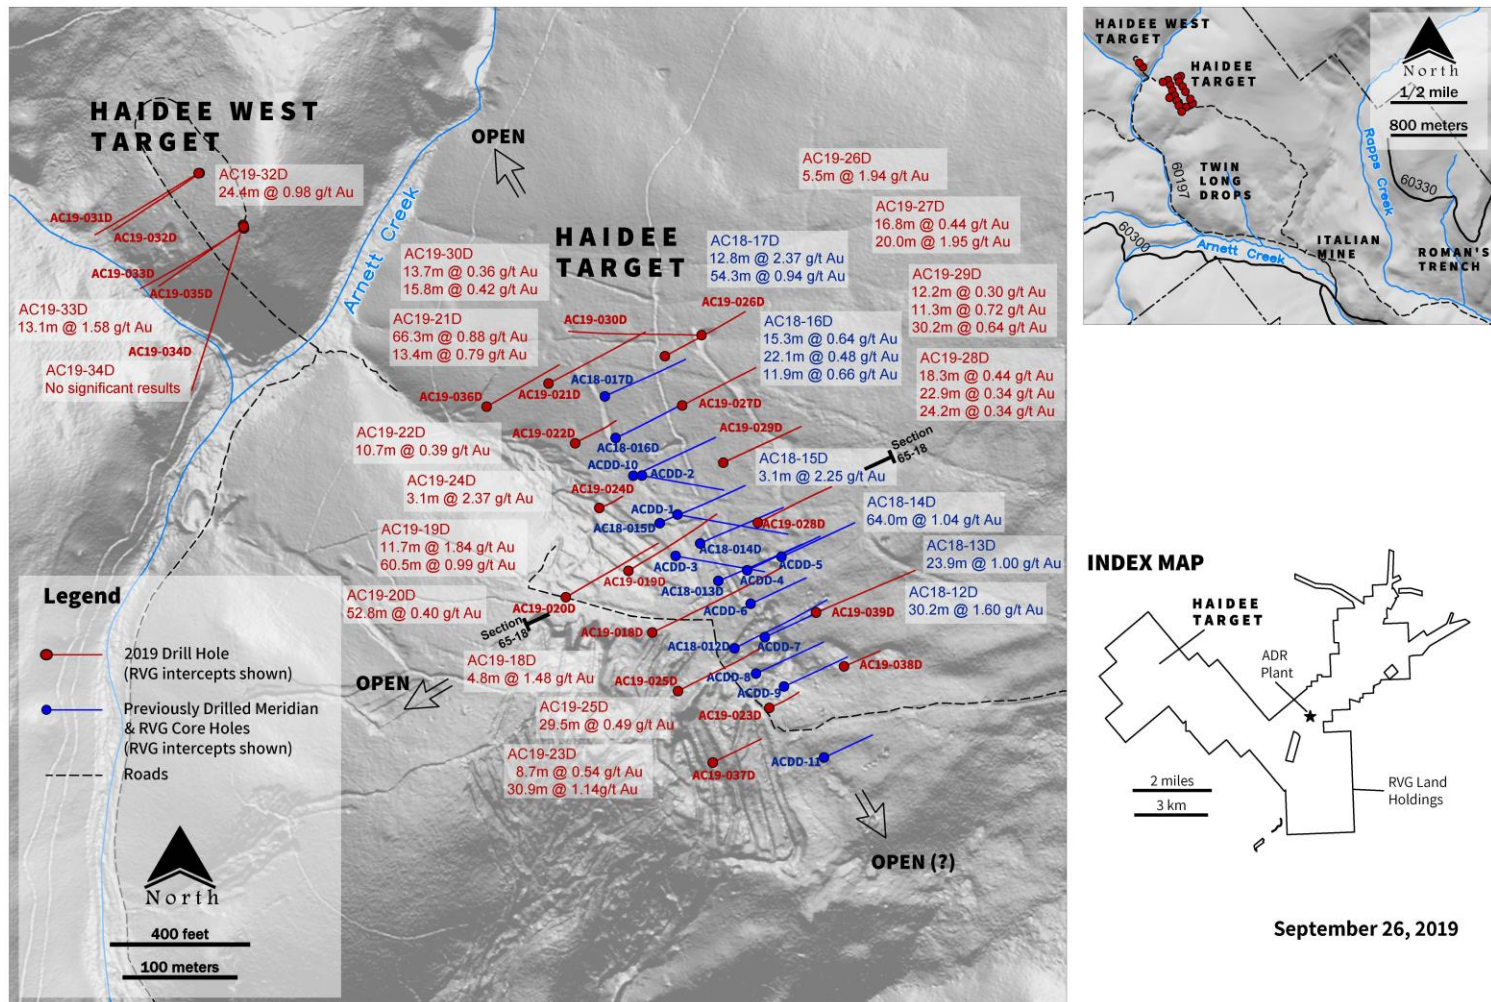 HAIDEE WEST
TARGET
AC19-32D
24.4m @ 0.98 g/t Au
AC19-031D
AC19-032D
AC19-033D
AC19-035D
AC19-33D
13.1m @ 1.58 g/t Au
AC19-034D
AC19-34D
No significant results
Arnett Creek
OPEN
HAIDEE
TARGET
AC19-26D
5.5m @ 1.94 g/t Au
AC19-27D
16.8m @ 0.44 g/t Au
20.0m @ 1.95 g/t Au
AC18-17D
12.8m @ 2.37 g/t Au
54.3m @ 0.94 g/t Au
AC19-30D
13.7m @ 0.36 g/t Au
15.8m @ 0.42 g/t Au
AC19-29D
12.2m @ 0.30 g/t Au
11.3m @ 0.72 g/t Au
30.2m @ 0.64 g/t Au
AC19-21D
66.3m @ 0.88 g/t Au
13.4m @ 0.79 g/t Au
AC19-030D
AC19-026D
AC18-16D
15.3m @ 0.64 g/t Au
22.1m @ 0.48 g/t Au
11.9m @ 0.66 g/t Au
AC19-28D
18.3m @ 0.44 g/t Au
22.9m @ 0.34 g/t Au
24.2m @ 0.34 g/t Au
AC18-017D
AC19-036D
AC19-021D
AC19-027D
AC19-22D
10.7m @ 0.39 g/t Au
AC19-022D
AC18-016D
AC19-029D
Section
65-18
AC18-15D
3.1m @ 2.25 g/t Au
ACDD-10
ACDD-2
AC19-24D
3.1m @ 2.37 g/t Au
AC19-024D
ACDD-1
AC18-015D
AC19-028D
AC18-14D
64.0m @ 1.04 g/t Au
AC19-19D
11.7m @ 1.84 g/t Au
60.5m @ 0.99 g/t Au
AC18-014D
ACDD-3
ACDD-5
ACDD-4
AC18-13D
23.9m @ 1.00 g/t Au
AC19-019D
AC18-013D
AC18-12D
30.2m @ 1.60 g/t Au
AC19-20D
52.8m @ 0.40 g/t Au
AC19-020D
ACDD-6
AC19-039D
Section
65-18
AC19-018D
AC18-012D
ACDD-7
AC19-18D
4.8m @ 1.48 g/t Au
AC19-038D
ACDD-8
AC19-025D
ACDD-9
OPEN
AC19-25D
29.5m @ 0.49 g/t Au
AC19-023D
AC19-23D
8.7m @ 0.54 g/t Au
30.9m @ 1.14g/t Au
AC19-037D
ACDD-11
OPEN (?)
Legend
2019 Drill Hole
(RVG intercepts shown)
Previously Drilled Meridian
& RVG Core Holes
(RVG intercepts shown)
Roads
North
400 feet
100 meters
HAIDEE WEST
TARGET
HAIDEE
TARGET
North
1/2 mile
800 meters
60197
TWIN
LONG
DROPS
Rapps Creek
60330
60300
Arnett Creek
ITALIAN
MINE
ROMAN'S
TRENCH
INDEX MAP
HAIDEE
TARGET
ADR
Plant
2 miles
3 km
RVG Land
Holdings
September 26, 2019